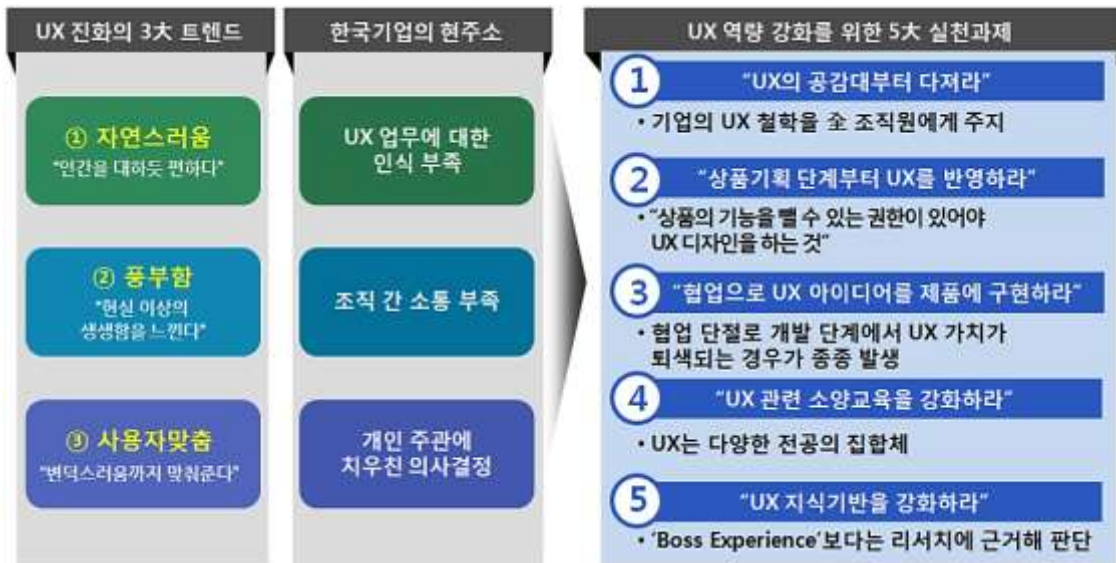 UX 진화의 3大 트렌드
① 자연스러움
"인간을 대하듯 편하다"
② 풍부함
"현실 이상의
생생함을 느낀다"
③ 사용자맞춤
"변덕스러움까지 맞춰준다"
한국기업의 현주소
UX 업무에 대한
인식 부족
조직 간 소통 부족
개인 주관에
치우친 의사결정
UX 역량 강화를 위한 5大 실천과제
1 "UX의 공감대부터 다져라"
• 기업의 UX 철학을 全 조직원에게 주지
2 "상품기획 단계부터 UX를 반영하라"
• "상품의 기능을 뺄 수 있는 권한이 있어야
UX 디자인을 하는 것"
3 "협업으로 UX 아이디어를 제품에 구현하라"
• 협업 단절로 개발 단계에서 UX 가치가
퇴색되는 경우가 종종 발생
4 "UX 관련 소양교육을 강화하라"
• UX는 다양한 전공의 집합체
5 "UX 지식기반을 강화하라"
• 'Boss Experience'보다는 리서치에 근거해 판단